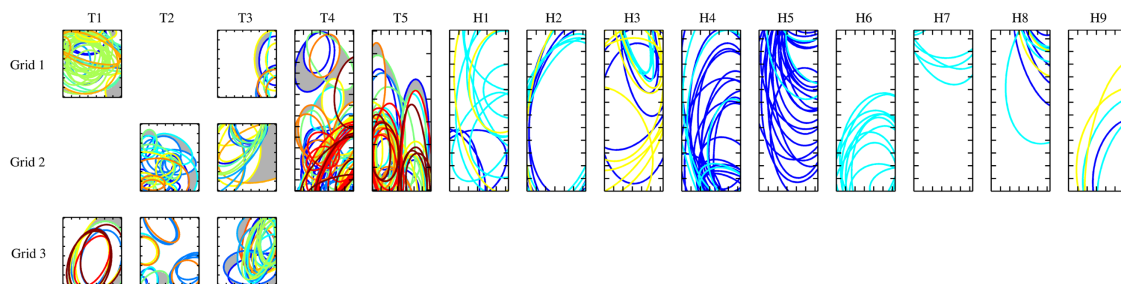 T1 T2 T3 T4 T5 H1 H2 H3 H4 H5 H6 H7 H8 H9
Grid 1
Grid 2
Grid 3